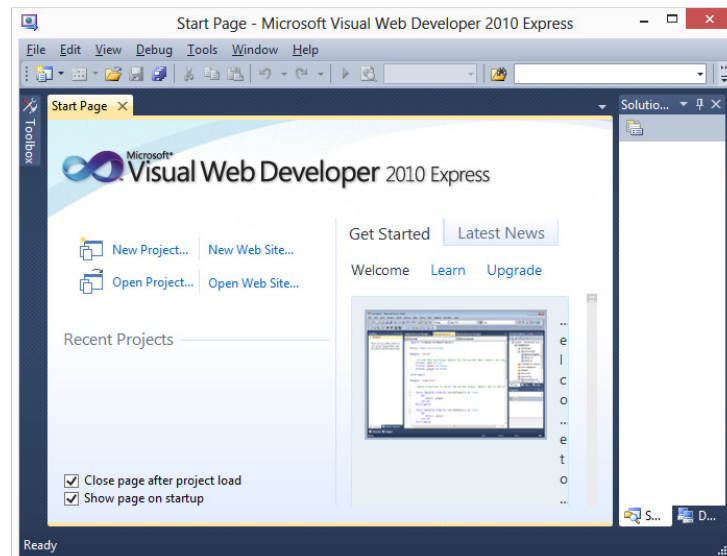 Start Page - Microsoft Visual Web Developer 2010 Express
File Edit View Debug Tools Window Help
Toolbox
Start Page
Solutio...
Microsoft®
Visual Web Developer 2010 Express
New Project... New Web Site...
Open Project... Open Web Site...
Recent Projects
Get Started Latest News
Welcome Learn Upgrade
...
e
l
c
o
...
e
t
o
...
Close page after project load
Show page on startup
S... D...
Ready